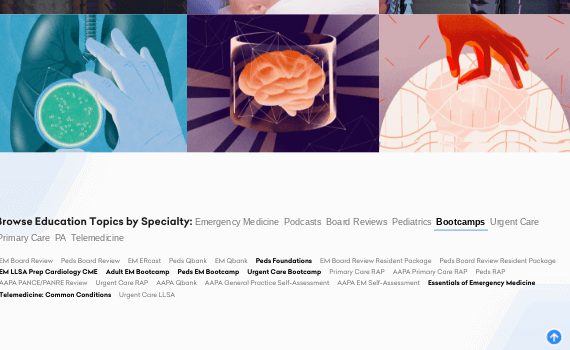 Browse Education Topics by Specialty: Emergency Medicine Podcasts Board Reviews Pediatrics Bootcamps Urgent Care
Primary Care PA Telemedicine
EM Board Review Peds Board Review EM ERcast Peds Qbank EM Qbank Peds Foundations EM Board Review Resident Package Peds Board Review Resident Package
EM LLSA Prep Cardiology CME Adult EM Bootcamp Peds EM Bootcamp Urgent Care Bootcamp Primary Care RAP AAPA Primary Care RAP Peds RAP
AAPA PANCE/PANRE Review Urgent Care RAP AAPA Qbank AAPA General Practice Self-Assessment AAPA EM Self-Assessment Essentials of Emergency Medicine
Telemedicine: Common Conditions Urgent Care LLSA